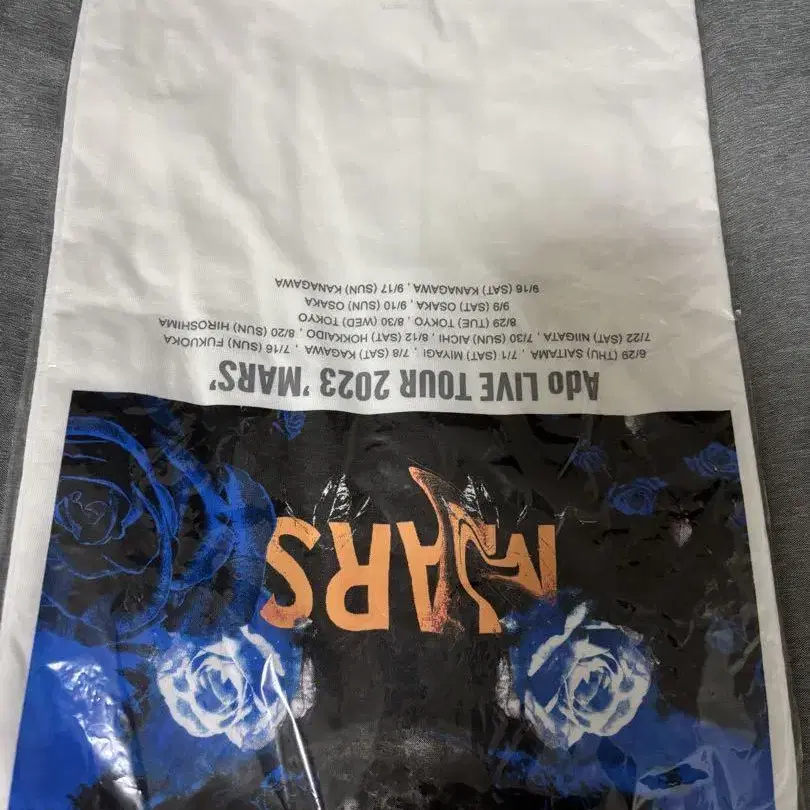 MARS
Ado LIVE TOUR 2023 'MARS'
6/29 (THU) SAITAMA , 7/1 (SAT) MIYAGI , 7/8 (SAT) KAGAWA , 7/16 (SUN) FUKUOKA
7/22 (SAT) NIIGATA , 7/30 (SUN) AICHI , 8/12 (SAT) HOKKAIDO , 8/20 (SUN) HIROSHIMA
8/29 (TUE) TOKYO , 8/30 (WED) TOKYO
9/9 (SAT) OSAKA , 9/10 (SUN) OSAKA
9/16 (SAT) KANAGAWA , 9/17 (SUN) KANAGAWA